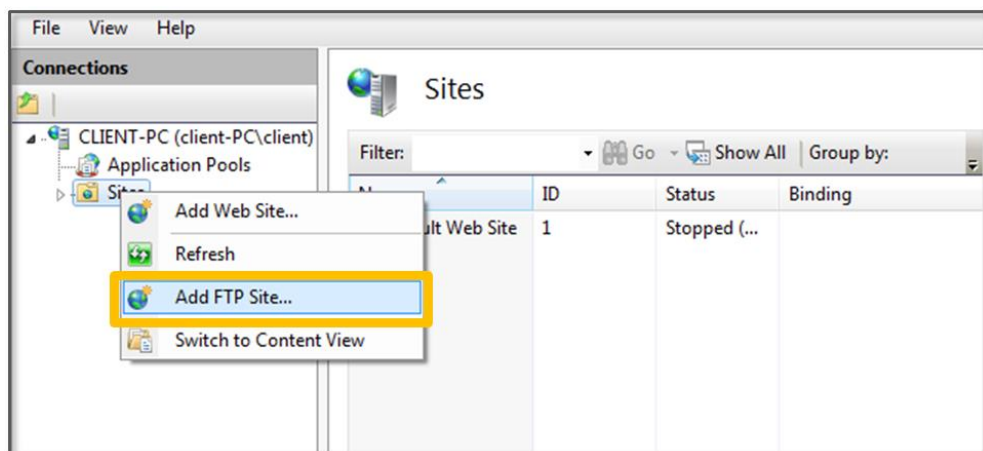 File View Help
Connections
CLIENT-PC (client-PC\client)
Application Pools
Sites
Add Web Site...
Refresh
Add FTP Site...
Switch to Content View
Sites
Filter: Go Show All Group by:
ID Status Binding
ult Web Site 1 Stopped (...